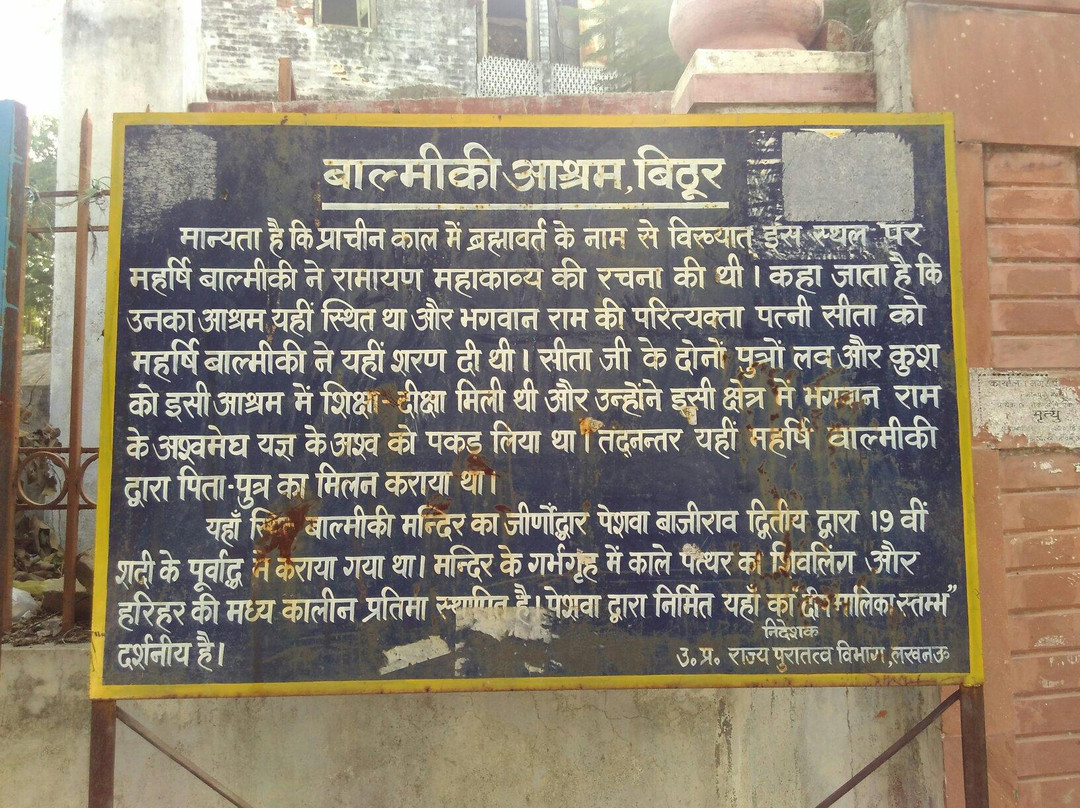 बाल्मीकी आश्रम, बिठूर
मान्यता है कि प्राचीन काल में ब्रह्मावर्त के नाम से विख्यात् इस स्थल पर
महर्षि बाल्मीकी ने रामायण महाकाव्य की रचना की थी। कहा जाता है कि
उनका आश्रम यहीं स्थित था और भगवान राम की परित्यक्ता पत्नी सीता को
महर्षि बाल्मीकी ने यहीं शरण दी थी। सीता जी के दोनों पुत्रों लव और कुश
को इसी आश्रम में शिक्षा-दीक्षा मिली थी और उन्होंने इसी क्षेत्र में भगवान राम
के अश्वमेघ यज्ञ के अश्व को पकड़ लिया था। तद्नन्तर यहीं महर्षि वाल्मीकी
द्वारा पिता-पुत्र का मिलन कराया था।
यहाँ बाल्मीकी मन्दिर का जीर्णोद्धार पेशवा बाजीराव द्वितीय द्वारा 19 वीं
शदी के पूर्वाद्ध में कराया गया था। मन्दिर के गर्भगृह में काले पत्थर का शिवलिंग और
हरिहर की मध्य कालीन प्रतिमा स्थापित है। पेशवा द्वारा निर्मित यहाँ का दीप मालिका स्तम्भ"
दर्शनीय है।
निदेशक
उ॰ प्र॰ राज्य पुरातत्व विभाग, लखनऊ
मृत्यु